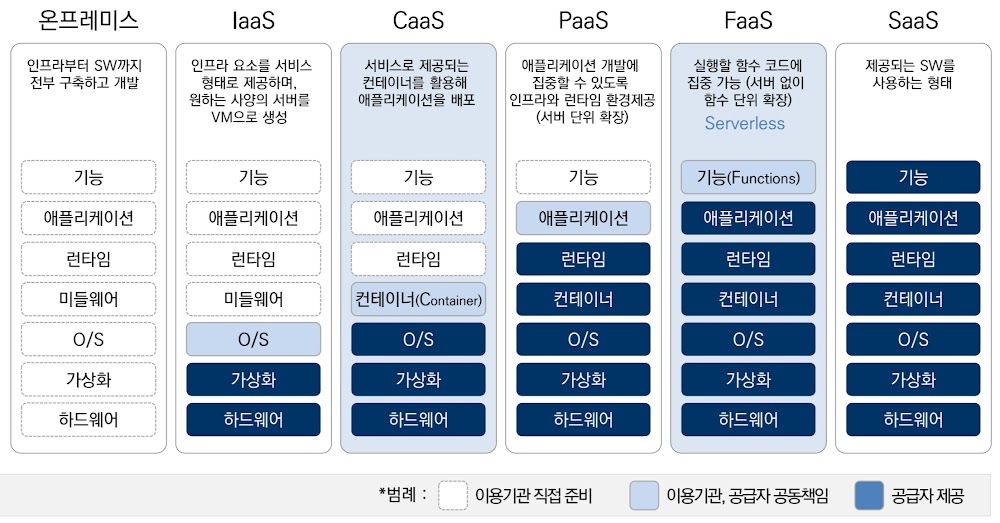 온프레미스
인프라부터 SW까지
전부 구축하고 개발
기능
애플리케이션
런타임
미들웨어
O/S
가상화
하드웨어
IaaS
인프라 요소를 서비스
형태로 제공하며,
원하는 사양의 서버를
VM으로 생성
기능
애플리케이션
런타임
미들웨어
O/S
가상화
하드웨어
CaaS
서비스로 제공되는
컨테이너를 활용해
애플리케이션을 배포
기능
애플리케이션
런타임
컨테이너(Container)
O/S
가상화
하드웨어
PaaS
애플리케이션 개발에
집중할 수 있도록
인프라와 런타임 환경제공
(서버 단위 확장)
기능
애플리케이션
런타임
컨테이너
O/S
가상화
하드웨어
FaaS
실행할 함수 코드에
집중 가능 (서버 없이
함수 단위 확장)
Serverless
기능(Functions)
애플리케이션
런타임
컨테이너
O/S
가상화
하드웨어
SaaS
제공되는 SW를
사용하는 형태
기능
애플리케이션
런타임
컨테이너
O/S
가상화
하드웨어
*범례 : 이용기관 직접 준비 이용기관, 공급자 공동책임 공급자 제공